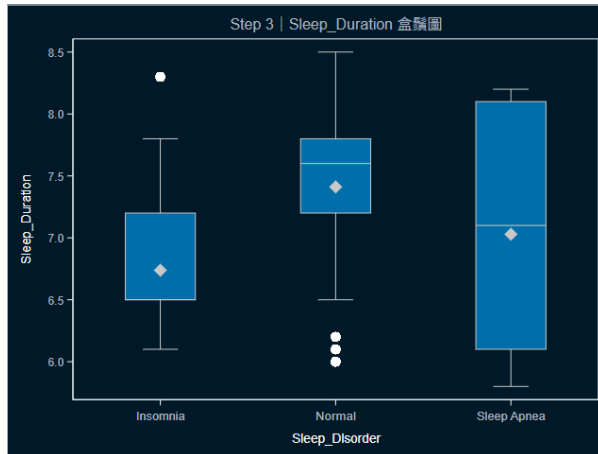 Step 3｜Sleep_Duration 盒鬚圖
8.5
8.0
7.5
7.0
6.5
6.0
Sleep_Duration
Insomnia
Normal
Sleep Apnea
Sleep_DIsorder